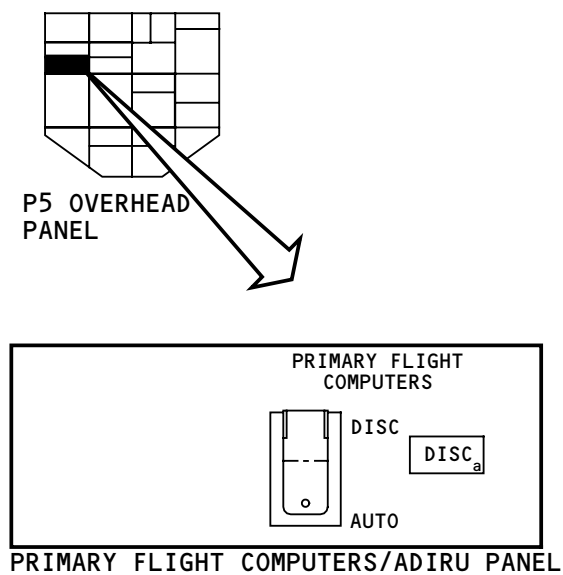 P5 OVERHEAD
PANEL
PRIMARY FLIGHT
COMPUTERS
DISC
DISC a
AUTO
PRIMARY FLIGHT COMPUTERS/ADIRU PANEL